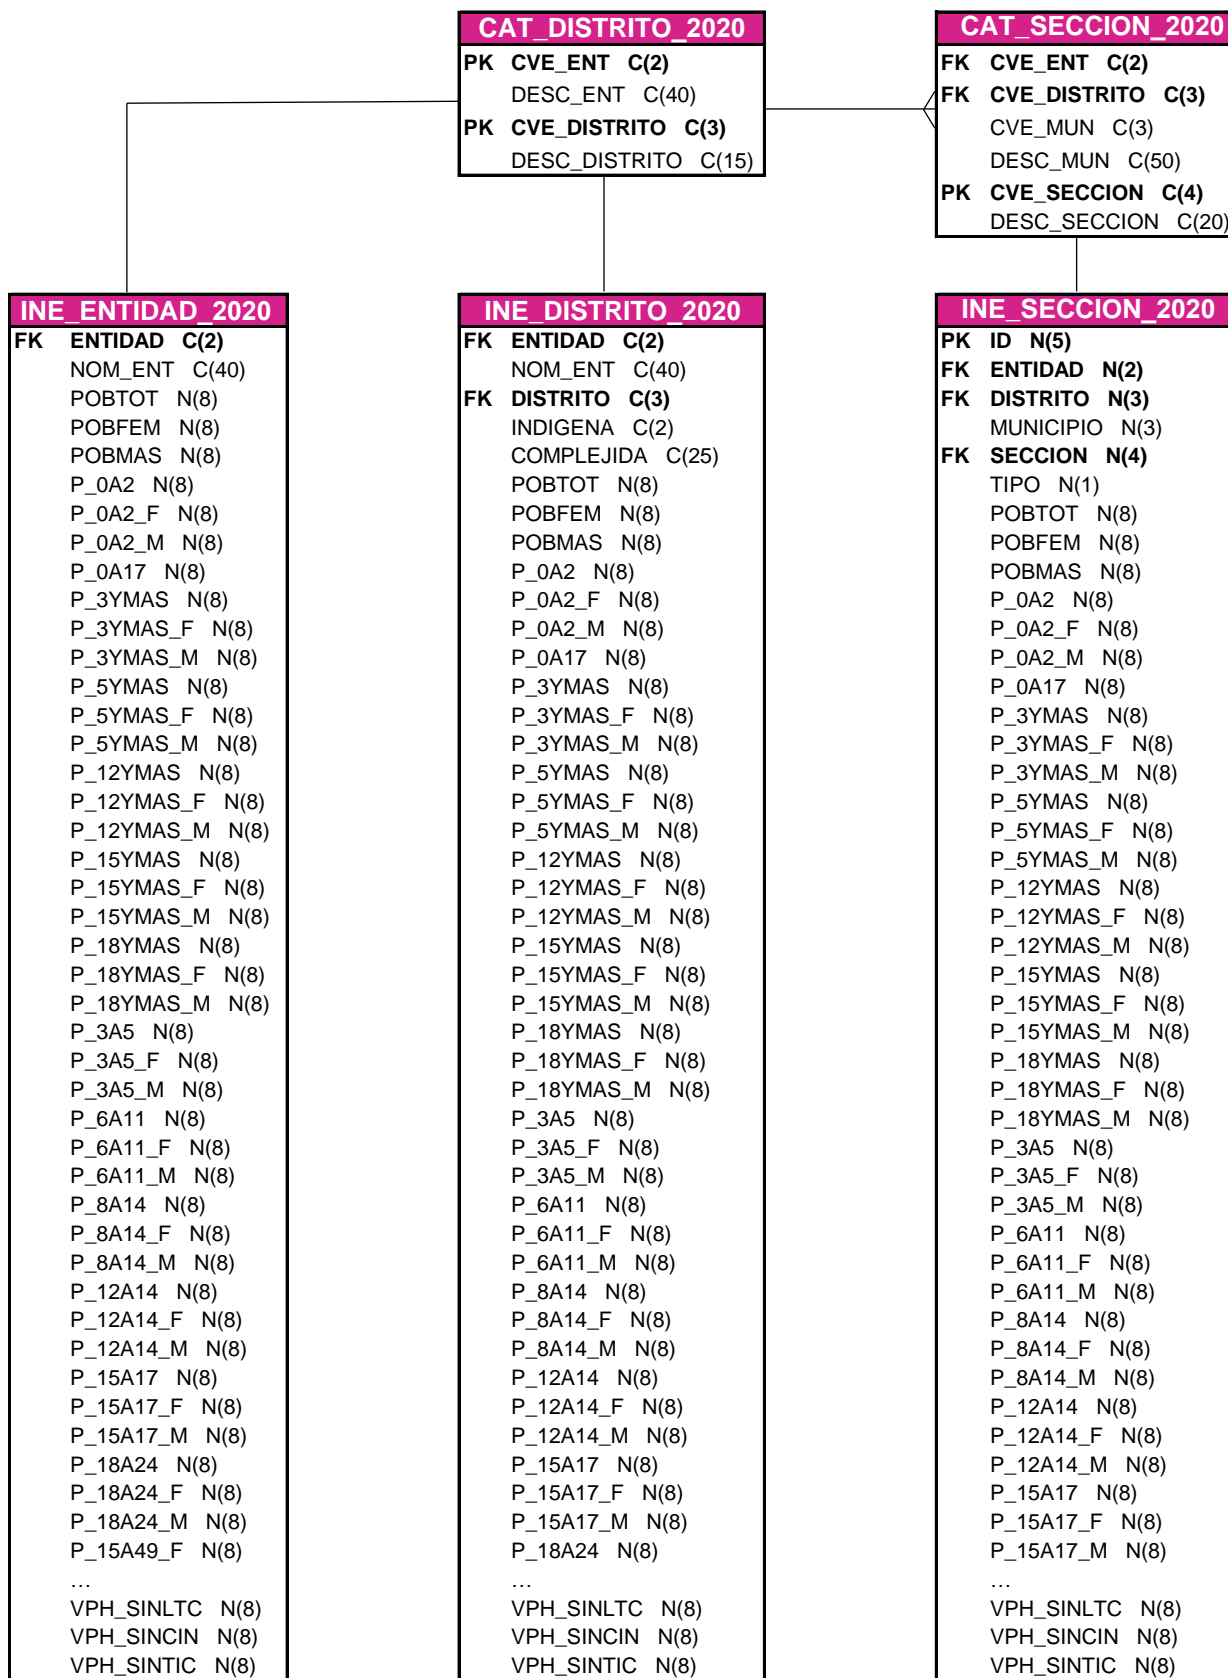 CAT_DISTRITO_2020
PK CVE_ENT C(2)
DESC_ENT C(40)
PK CVE_DISTRITO C(3)
DESC_DISTRITO C(15)
CAT_SECCION_2020
FK CVE_ENT C(2)
FK CVE_DISTRITO C(3)
CVE_MUN C(3)
DESC_MUN C(50)
PK CVE_SECCION C(4)
DESC_SECCION C(20)
INE_ENTIDAD_2020
FK ENTIDAD C(2)
NOM_ENT C(40)
POBTOT N(8)
POBFEM N(8)
POBMAS N(8)
P_0A2 N(8)
P_0A2_F N(8)
P_0A2_M N(8)
P_0A17 N(8)
P_3YMAS N(8)
P_3YMAS_F N(8)
P_3YMAS_M N(8)
P_5YMAS N(8)
P_5YMAS_F N(8)
P_5YMAS_M N(8)
P_12YMAS N(8)
P_12YMAS_F N(8)
P_12YMAS_M N(8)
P_15YMAS N(8)
P_15YMAS_F N(8)
P_15YMAS_M N(8)
P_18YMAS N(8)
P_18YMAS_F N(8)
P_18YMAS_M N(8)
P_3A5 N(8)
P_3A5_F N(8)
P_3A5_M N(8)
P_6A11 N(8)
P_6A11_F N(8)
P_6A11_M N(8)
P_8A14 N(8)
P_8A14_F N(8)
P_8A14_M N(8)
P_12A14 N(8)
P_12A14_F N(8)
P_12A14_M N(8)
P_15A17 N(8)
P_15A17_F N(8)
P_15A17_M N(8)
P_18A24 N(8)
P_18A24_F N(8)
P_18A24_M N(8)
P_15A49_F N(8)
…
VPH_SINLTC N(8)
VPH_SINCIN N(8)
VPH_SINTIC N(8)
INE_DISTRITO_2020
FK ENTIDAD C(2)
NOM_ENT C(40)
FK DISTRITO C(3)
INDIGENA C(2)
COMPLEJIDA C(25)
POBTOT N(8)
POBFEM N(8)
POBMAS N(8)
P_0A2 N(8)
P_0A2_F N(8)
P_0A2_M N(8)
P_0A17 N(8)
P_3YMAS N(8)
P_3YMAS_F N(8)
P_3YMAS_M N(8)
P_5YMAS N(8)
P_5YMAS_F N(8)
P_5YMAS_M N(8)
P_12YMAS N(8)
P_12YMAS_F N(8)
P_12YMAS_M N(8)
P_15YMAS N(8)
P_15YMAS_F N(8)
P_15YMAS_M N(8)
P_18YMAS N(8)
P_18YMAS_F N(8)
P_18YMAS_M N(8)
P_3A5 N(8)
P_3A5_F N(8)
P_3A5_M N(8)
P_6A11 N(8)
P_6A11_F N(8)
P_6A11_M N(8)
P_8A14 N(8)
P_8A14_F N(8)
P_8A14_M N(8)
P_12A14 N(8)
P_12A14_F N(8)
P_12A14_M N(8)
P_15A17 N(8)
P_15A17_F N(8)
P_15A17_M N(8)
P_18A24 N(8)
…
VPH_SINLTC N(8)
VPH_SINCIN N(8)
VPH_SINTIC N(8)
INE_SECCION_2020
PK ID N(5)
FK ENTIDAD N(2)
FK DISTRITO N(3)
MUNICIPIO N(3)
FK SECCION N(4)
TIPO N(1)
POBTOT N(8)
POBFEM N(8)
POBMAS N(8)
P_0A2 N(8)
P_0A2_F N(8)
P_0A2_M N(8)
P_0A17 N(8)
P_3YMAS N(8)
P_3YMAS_F N(8)
P_3YMAS_M N(8)
P_5YMAS N(8)
P_5YMAS_F N(8)
P_5YMAS_M N(8)
P_12YMAS N(8)
P_12YMAS_F N(8)
P_12YMAS_M N(8)
P_15YMAS N(8)
P_15YMAS_F N(8)
P_15YMAS_M N(8)
P_18YMAS N(8)
P_18YMAS_F N(8)
P_18YMAS_M N(8)
P_3A5 N(8)
P_3A5_F N(8)
P_3A5_M N(8)
P_6A11 N(8)
P_6A11_F N(8)
P_6A11_M N(8)
P_8A14 N(8)
P_8A14_F N(8)
P_8A14_M N(8)
P_12A14 N(8)
P_12A14_F N(8)
P_12A14_M N(8)
P_15A17 N(8)
P_15A17_F N(8)
P_15A17_M N(8)
…
VPH_SINLTC N(8)
VPH_SINCIN N(8)
VPH_SINTIC N(8)